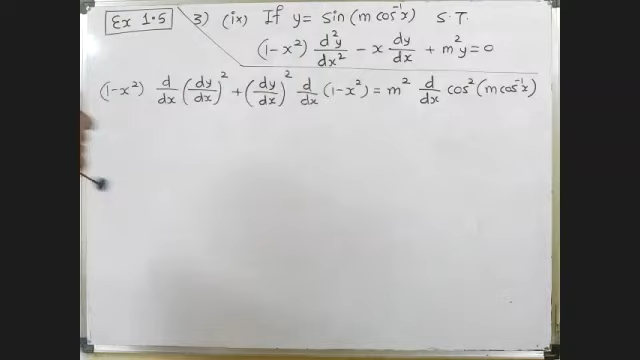 Ex 1.5 3) (ix) If y = sin(m cos⁻¹x) S.T.
(1-x²) d²y/dx² - x dy/dx + m²y = 0
(1-x²) d/dx (dy/dx)² + (dy/dx)² d/dx (1-x²) = m² d/dx cos²(m cos⁻¹x)